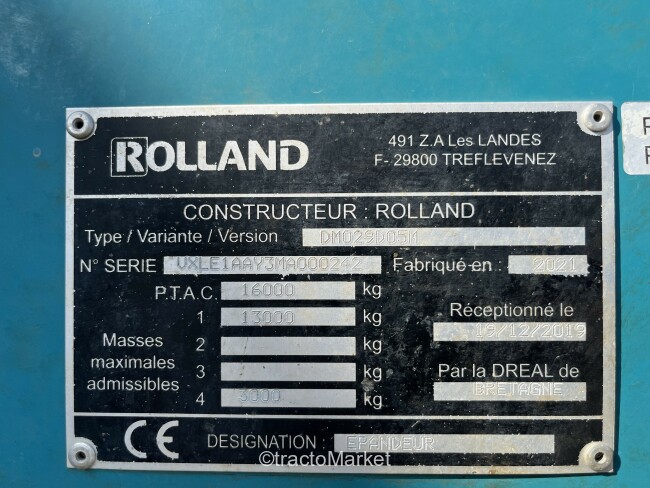 ROLLAND
491 Z.A Les LANDES
F- 29800 TREFLEVENEZ
CONSTRUCTEUR : ROLLAND
Type / Variante / Version DM029D05M
N° SERIE VXLE1AAY3MA000242 Fabriqué en : 2021
P.T.A.C. 16000 kg
1 13000 kg
Réceptionné le
19/12/2019
Masses
maximales
admissibles
2 kg
3 kg
4 3000 kg
Par la DREAL de
BRETAGNE
CE DESIGNATION : EPANDEUR
©tractoMarket